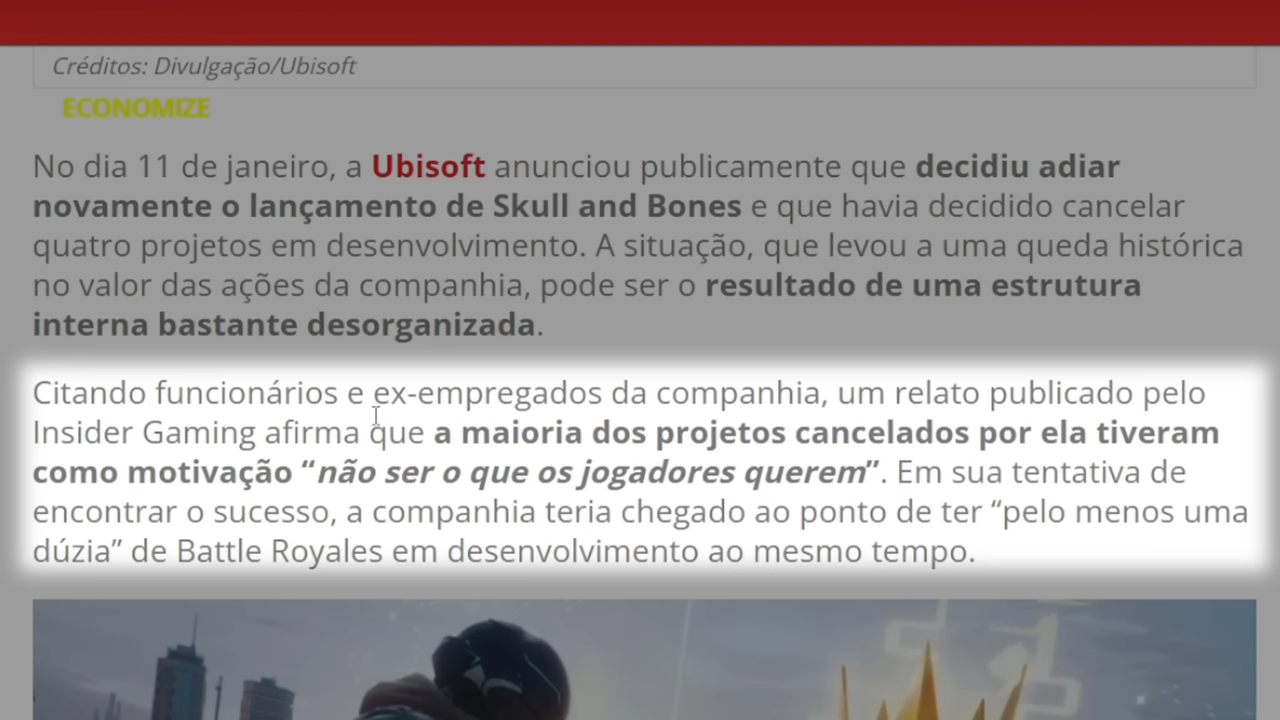 Créditos: Divulgação/Ubisoft
ECONOMIZE
No dia 11 de janeiro, a Ubisoft anunciou publicamente que decidiu adiar
novamente o lançamento de Skull and Bones e que havia decidido cancelar
quatro projetos em desenvolvimento. A situação, que levou a uma queda histórica
no valor das ações da companhia, pode ser o resultado de uma estrutura
interna bastante desorganizada.
Citando funcionários e ex-empregados da companhia, um relato publicado pelo
Insider Gaming afirma que a maioria dos projetos cancelados por ela tiveram
como motivação “não ser o que os jogadores querem”. Em sua tentativa de
encontrar o sucesso, a companhia teria chegado ao ponto de ter “pelo menos uma
dúzia” de Battle Royales em desenvolvimento ao mesmo tempo.